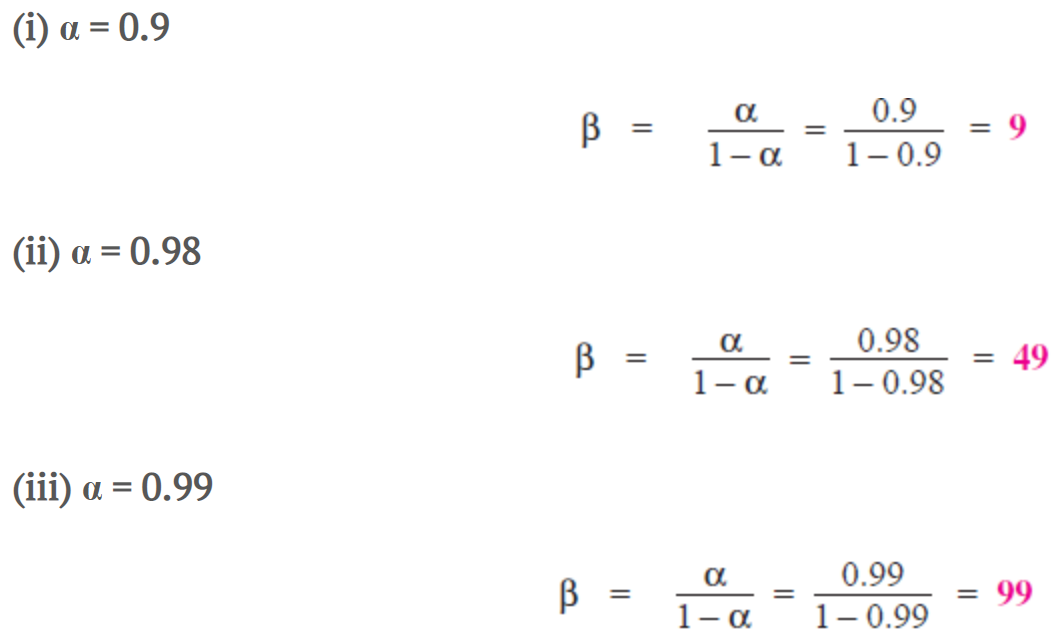 (i) α = 0.9
β = α / 1 – α = 0.9 / 1 – 0.9 = 9
(ii) α = 0.98
β = α / 1 – α = 0.98 / 1 – 0.98 = 49
(iii) α = 0.99
β = α / 1 – α = 0.99 / 1 – 0.99 = 99